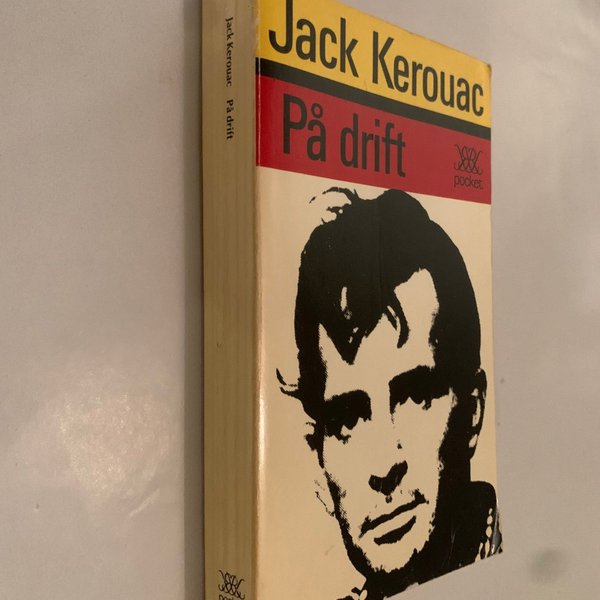 Jack Kerouac
På drift
pocket
Jack Kerouac På drift